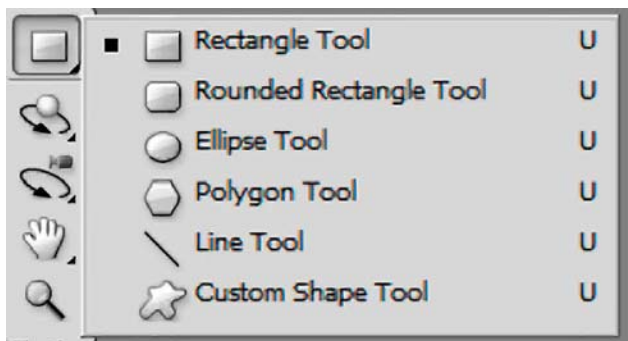 Rectangle Tool U
Rounded Rectangle Tool U
Ellipse Tool U
Polygon Tool U
Line Tool U
Custom Shape Tool U